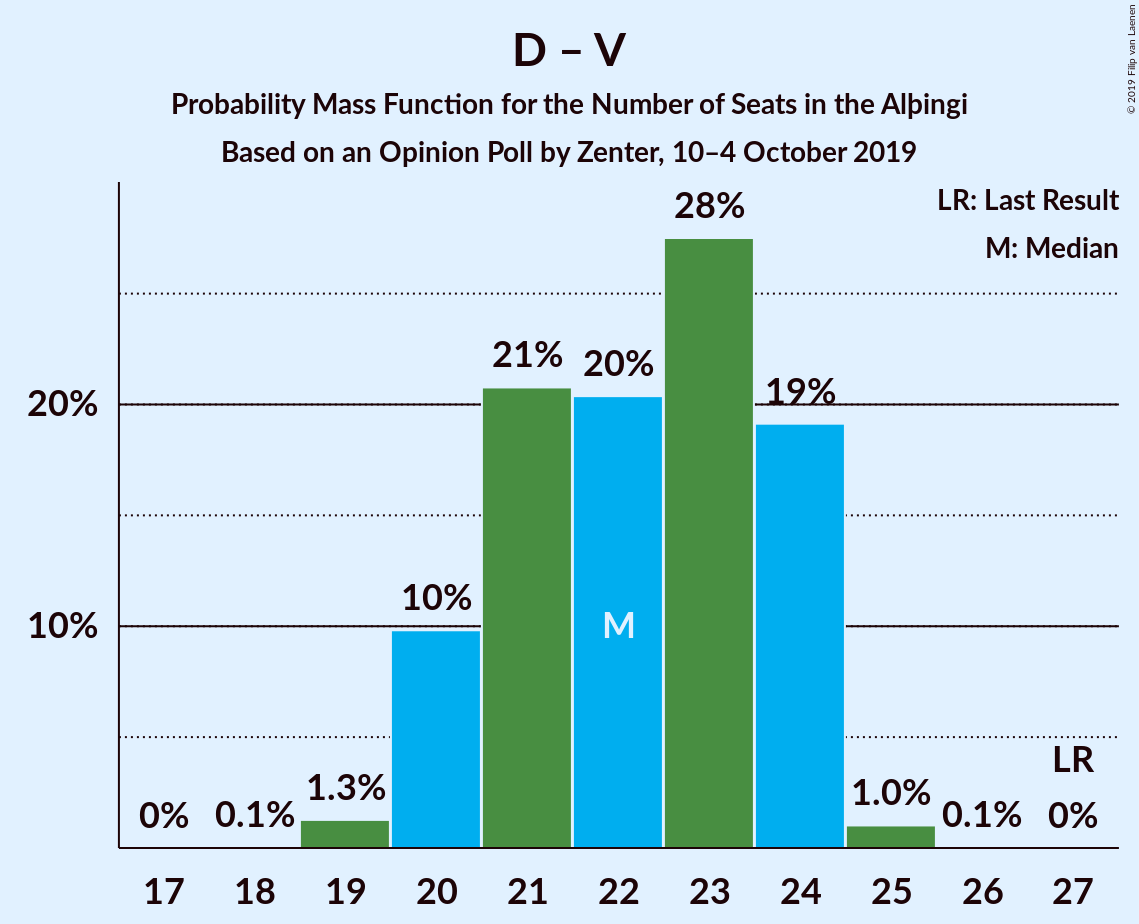 D – V
Probability Mass Function for the Number of Seats in the Alþingi
Based on an Opinion Poll by Zenter, 10–4 October 2019
© 2019 Filip van Laenen
LR: Last Result
M: Median
28%
21%
20%
19%
20%
10%
10%
M
LR
1.3%
1.0%
0%
0.1%
0.1%
0%
17 18 19 20 21 22 23 24 25 26 27